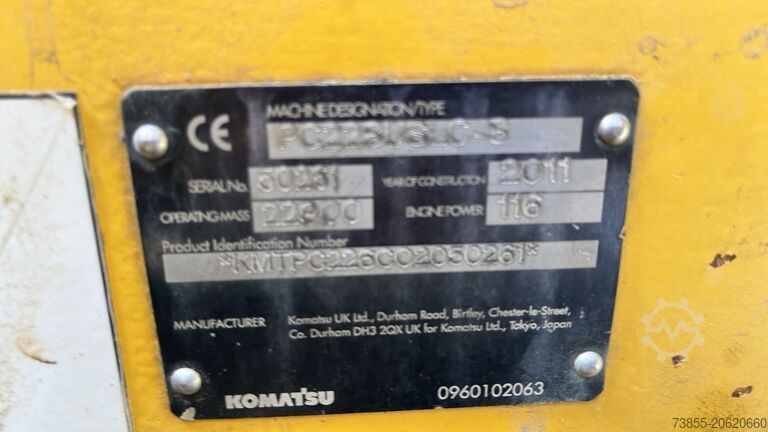 CE
MACHINE DESIGNATION/TYPE
SERIAL No. 50261 YEAR OF CONSTRUCTION 2011
OPERATING MASS 22900 ENGINE POWER 116
Product Identification Number
*KMTPC226C02050261*
MANUFACTURER Komatsu UK Ltd., Durham Road, Birtley, Chester-le-Street,
Co. Durham DH3 2QX UK for Komatsu Ltd., Tokyo, Japan
KOMATSU 0960102063
73855-20620660